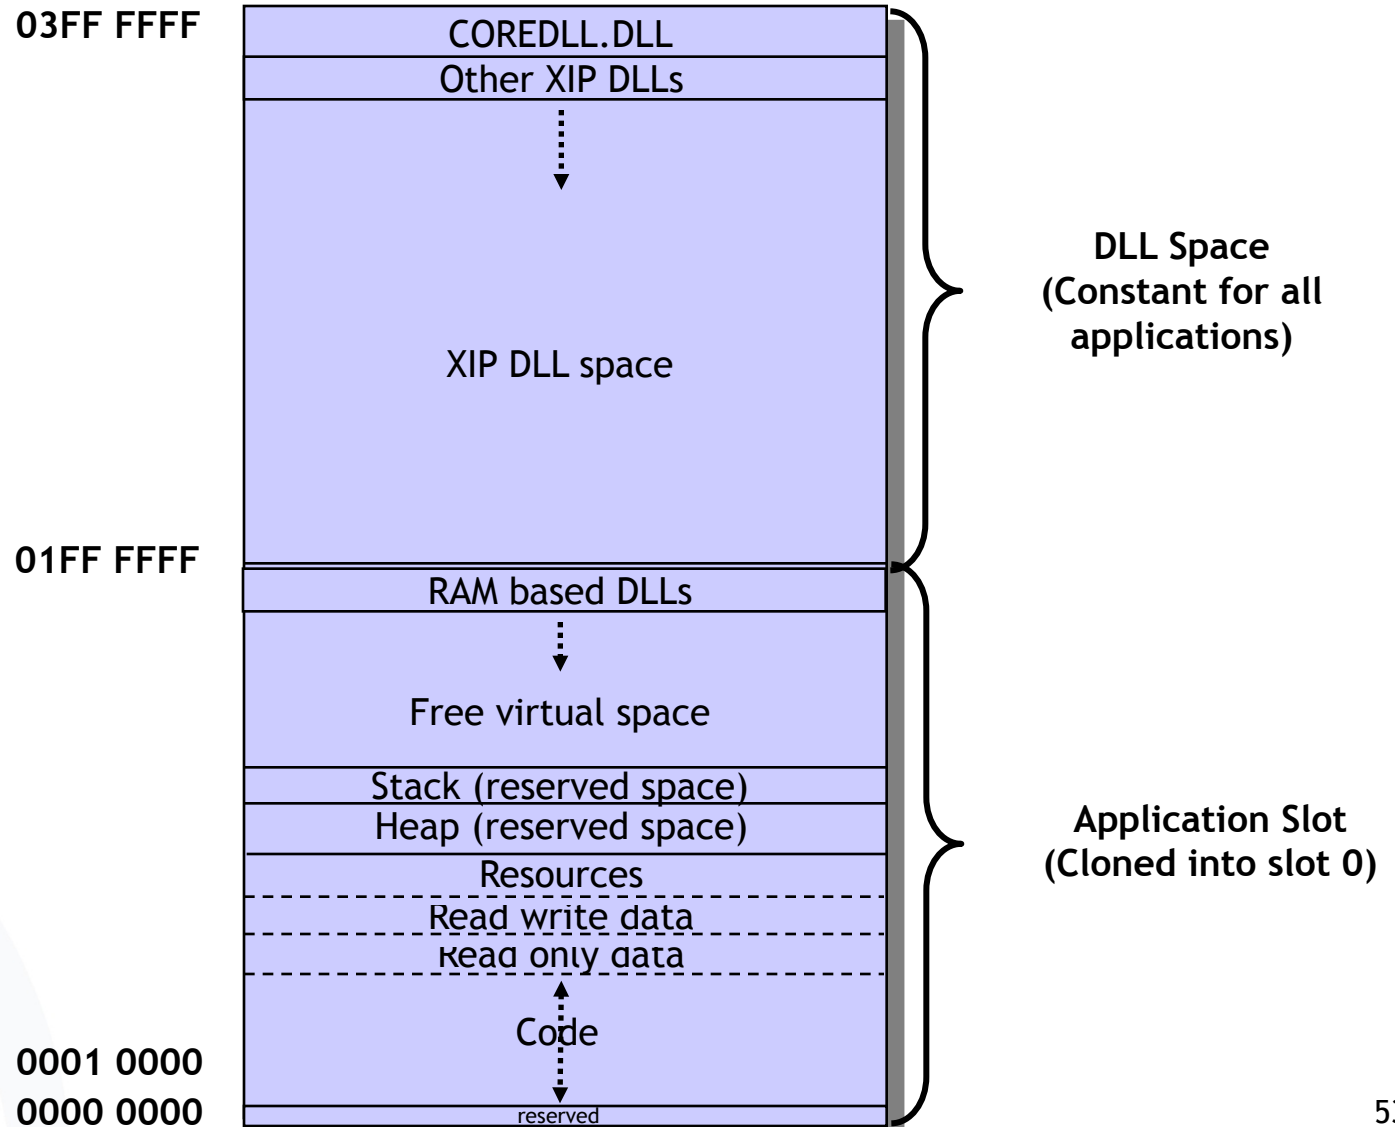 03FF FFFF
COREDLL.DLL
Other XIP DLLs
DLL Space
(Constant for all
applications)
XIP DLL space
01FF FFFF
RAM based DLLs
Free virtual space
Stack (reserved space)
Heap (reserved space)
Application Slot
(Cloned into slot 0)
Resources
Read write data
Read only data
Code
0001 0000
0000 0000
reserved